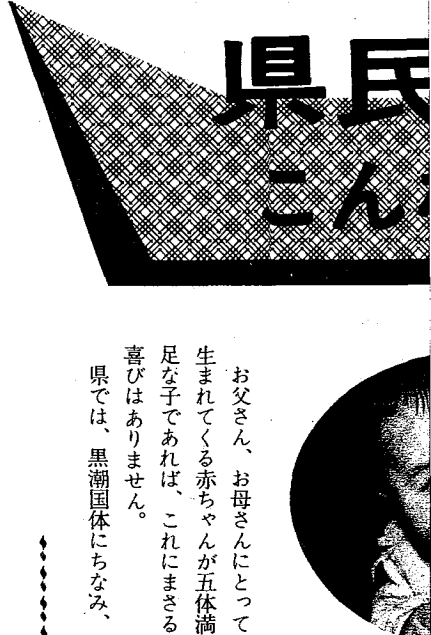 県民
こん
お父さん、お母さんにとって
生まれてくる赤ちゃんが五体満
足な子であれば、これにまさる
喜びはありません。
県では、黒潮国体にちなみ、